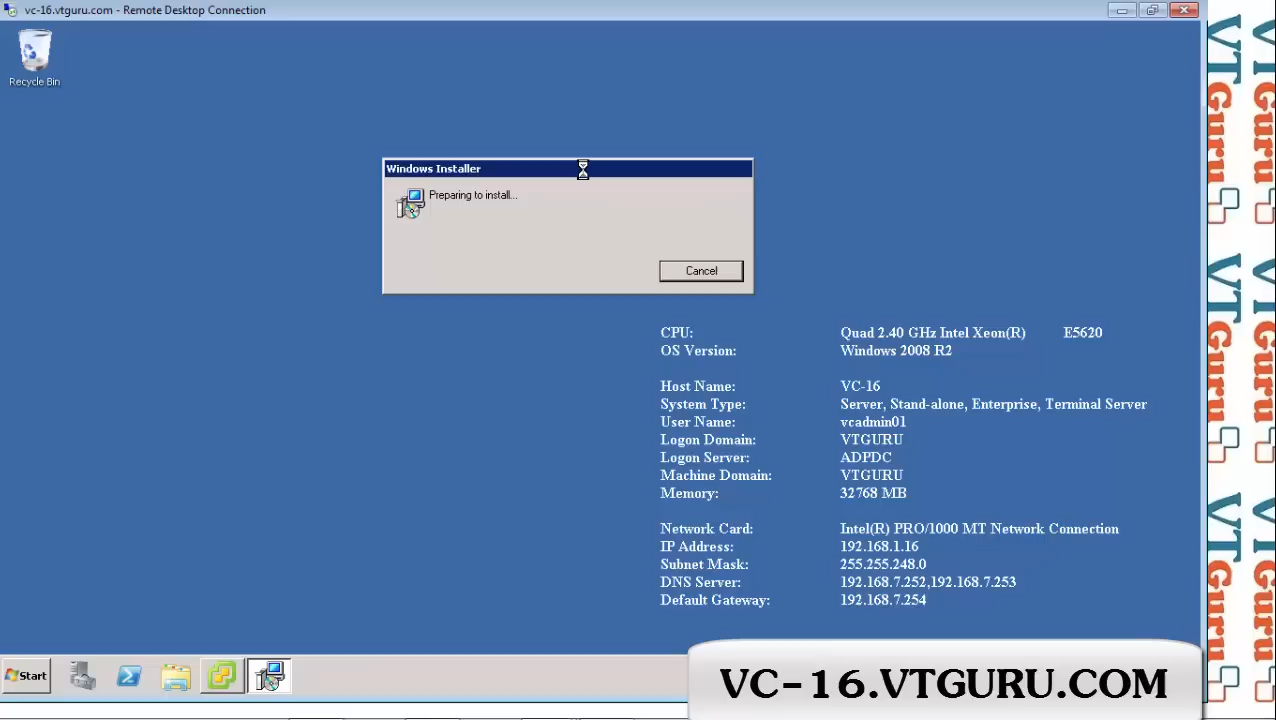 vc-16.vtguru.com - Remote Desktop Connection
Recycle Bin
Windows Installer
Preparing to install...
Cancel
CPU: Quad 2.40 GHz Intel Xeon(R) E5620
OS Version: Windows 2008 R2
Host Name: VC-16
System Type: Server, Stand-alone, Enterprise, Terminal Server
User Name: vcadmin01
Logon Domain: VTGURU
Logon Server: ADPDC
Machine Domain: VTGURU
Memory: 32768 MB
Network Card: Intel(R) PRO/1000 MT Network Connection
IP Address: 192.168.1.16
Subnet Mask: 255.255.248.0
DNS Server: 192.168.7.252,192.168.7.253
Default Gateway: 192.168.7.254
Start
VC-16.VTGURU.COM
VTGuru
VTGuru
VTGuru